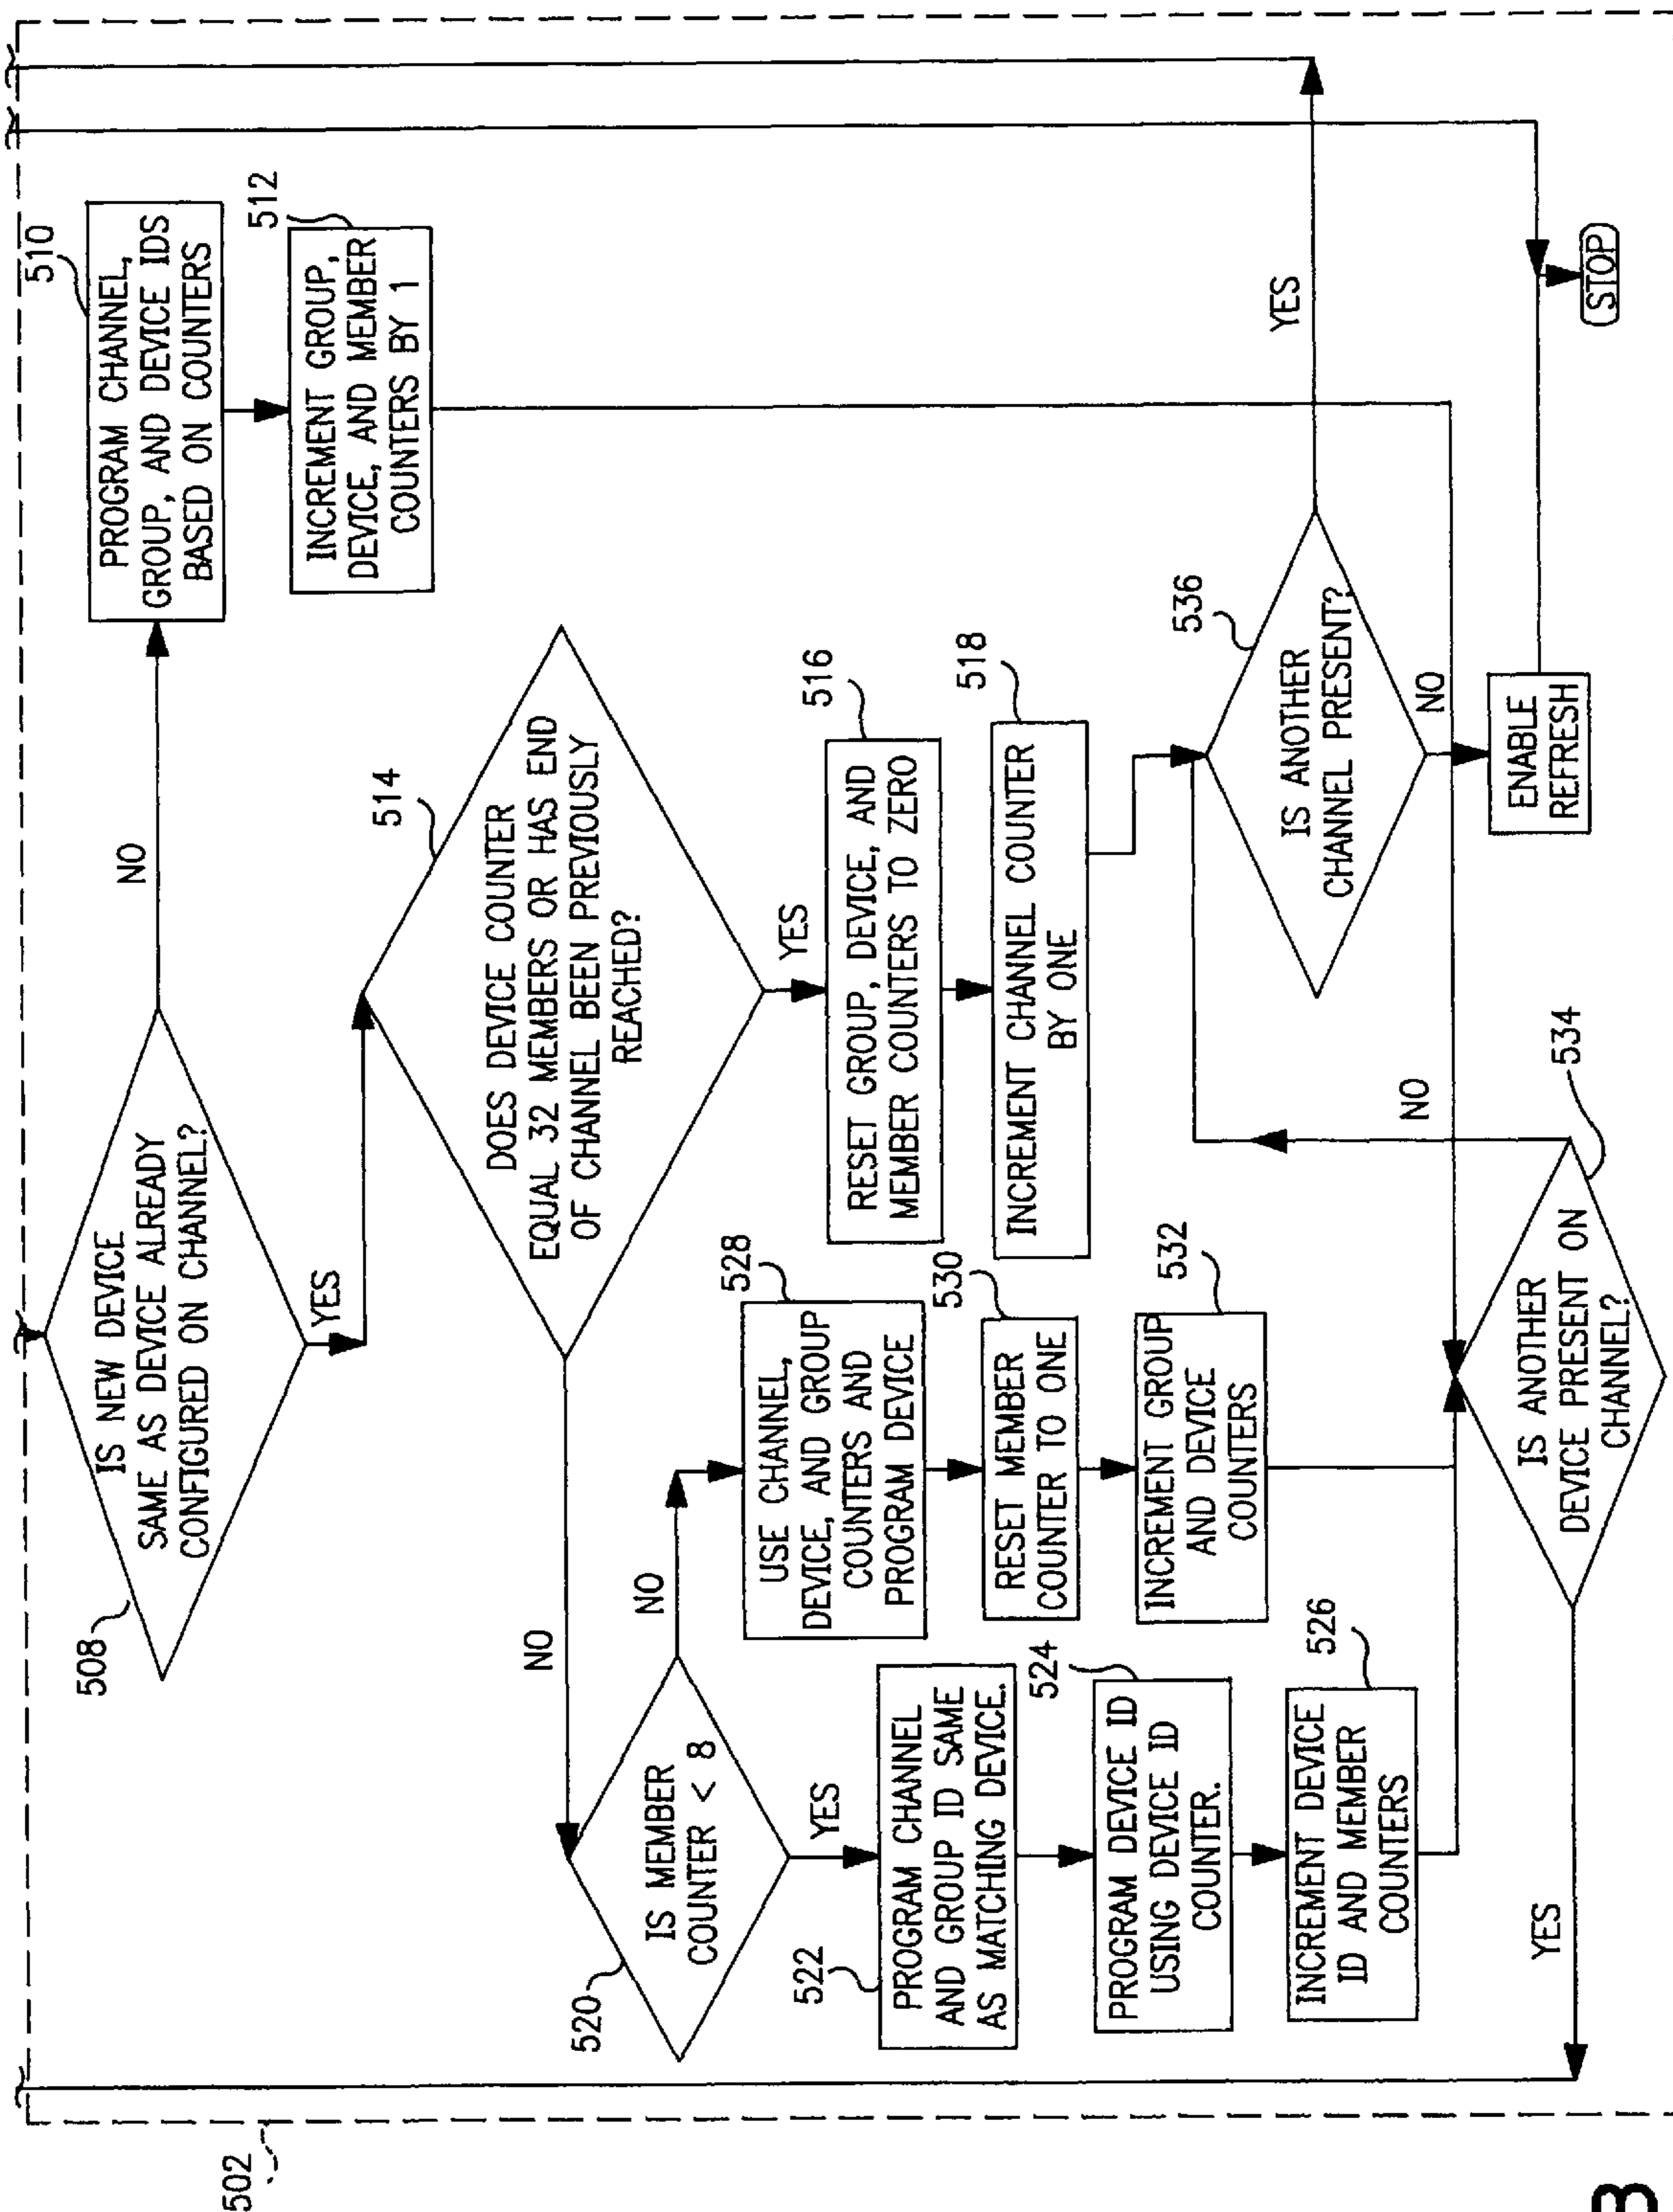 502
508
IS NEW DEVICE
SAME AS DEVICE ALREADY
CONFIGURED ON CHANNEL?
NO
YES
510
PROGRAM CHANNEL,
GROUP, AND DEVICE IDS
BASED ON COUNTERS
512
INCREMENT GROUP,
DEVICE, AND MEMBER
COUNTERS BY 1
514
DOES DEVICE COUNTER
EQUAL 32 MEMBERS OR HAS END
OF CHANNEL BEEN PREVIOUSLY
REACHED?
NO
YES
516
RESET GROUP, DEVICE, AND
MEMBER COUNTERS TO ZERO
518
INCREMENT CHANNEL COUNTER
BY ONE
520
IS MEMBER
COUNTER < 8
NO
YES
522
PROGRAM CHANNEL
AND GROUP ID SAME
AS MATCHING DEVICE.
524
PROGRAM DEVICE ID
USING DEVICE ID
COUNTER.
526
INCREMENT DEVICE
ID AND MEMBER
COUNTERS
528
USE CHANNEL,
DEVICE, AND GROUP
COUNTERS AND
PROGRAM DEVICE
530
RESET MEMBER
COUNTER TO ONE
532
INCREMENT GROUP
AND DEVICE
COUNTERS
534
IS ANOTHER
DEVICE PRESENT ON
CHANNEL?
YES
NO
536
IS ANOTHER
CHANNEL PRESENT?
YES
NO
ENABLE
REFRESH
STOP